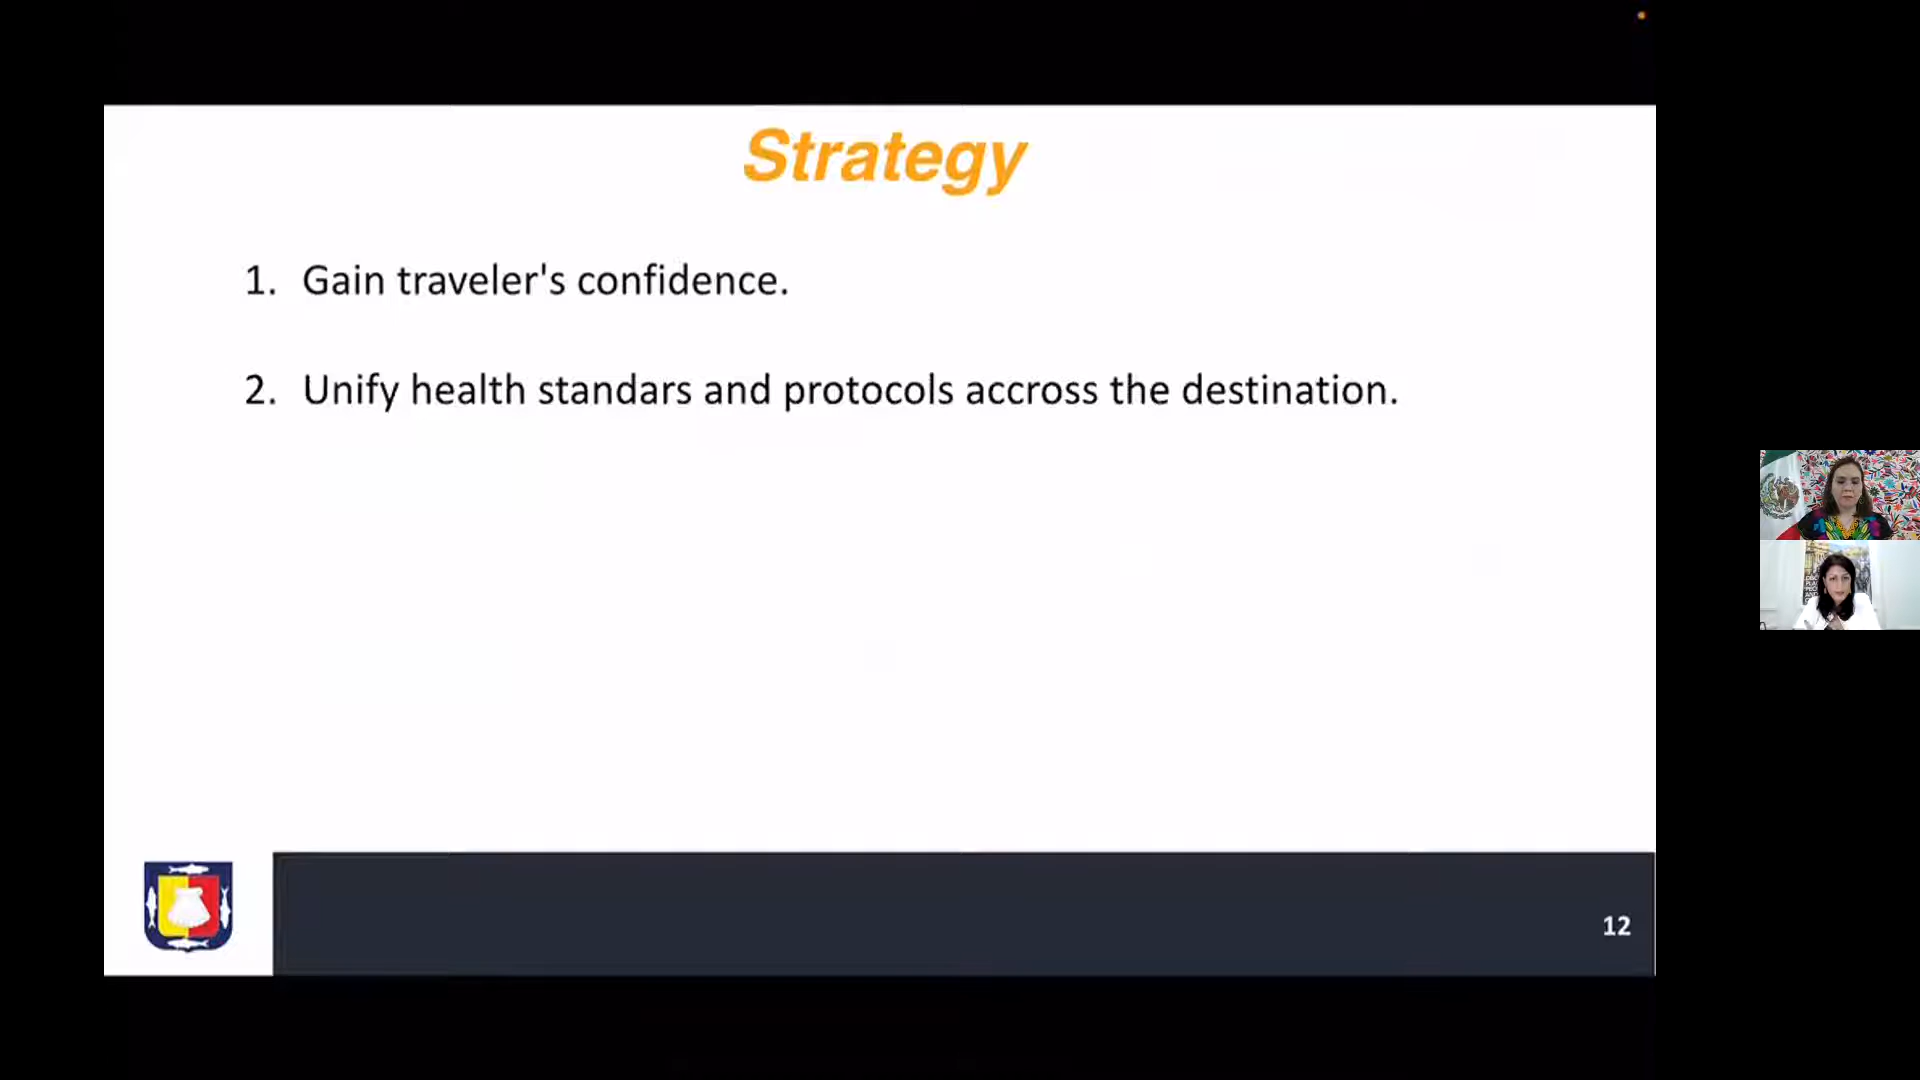 Strategy
1. Gain traveler's confidence.
2. Unify health standars and protocols accross the destination.
12